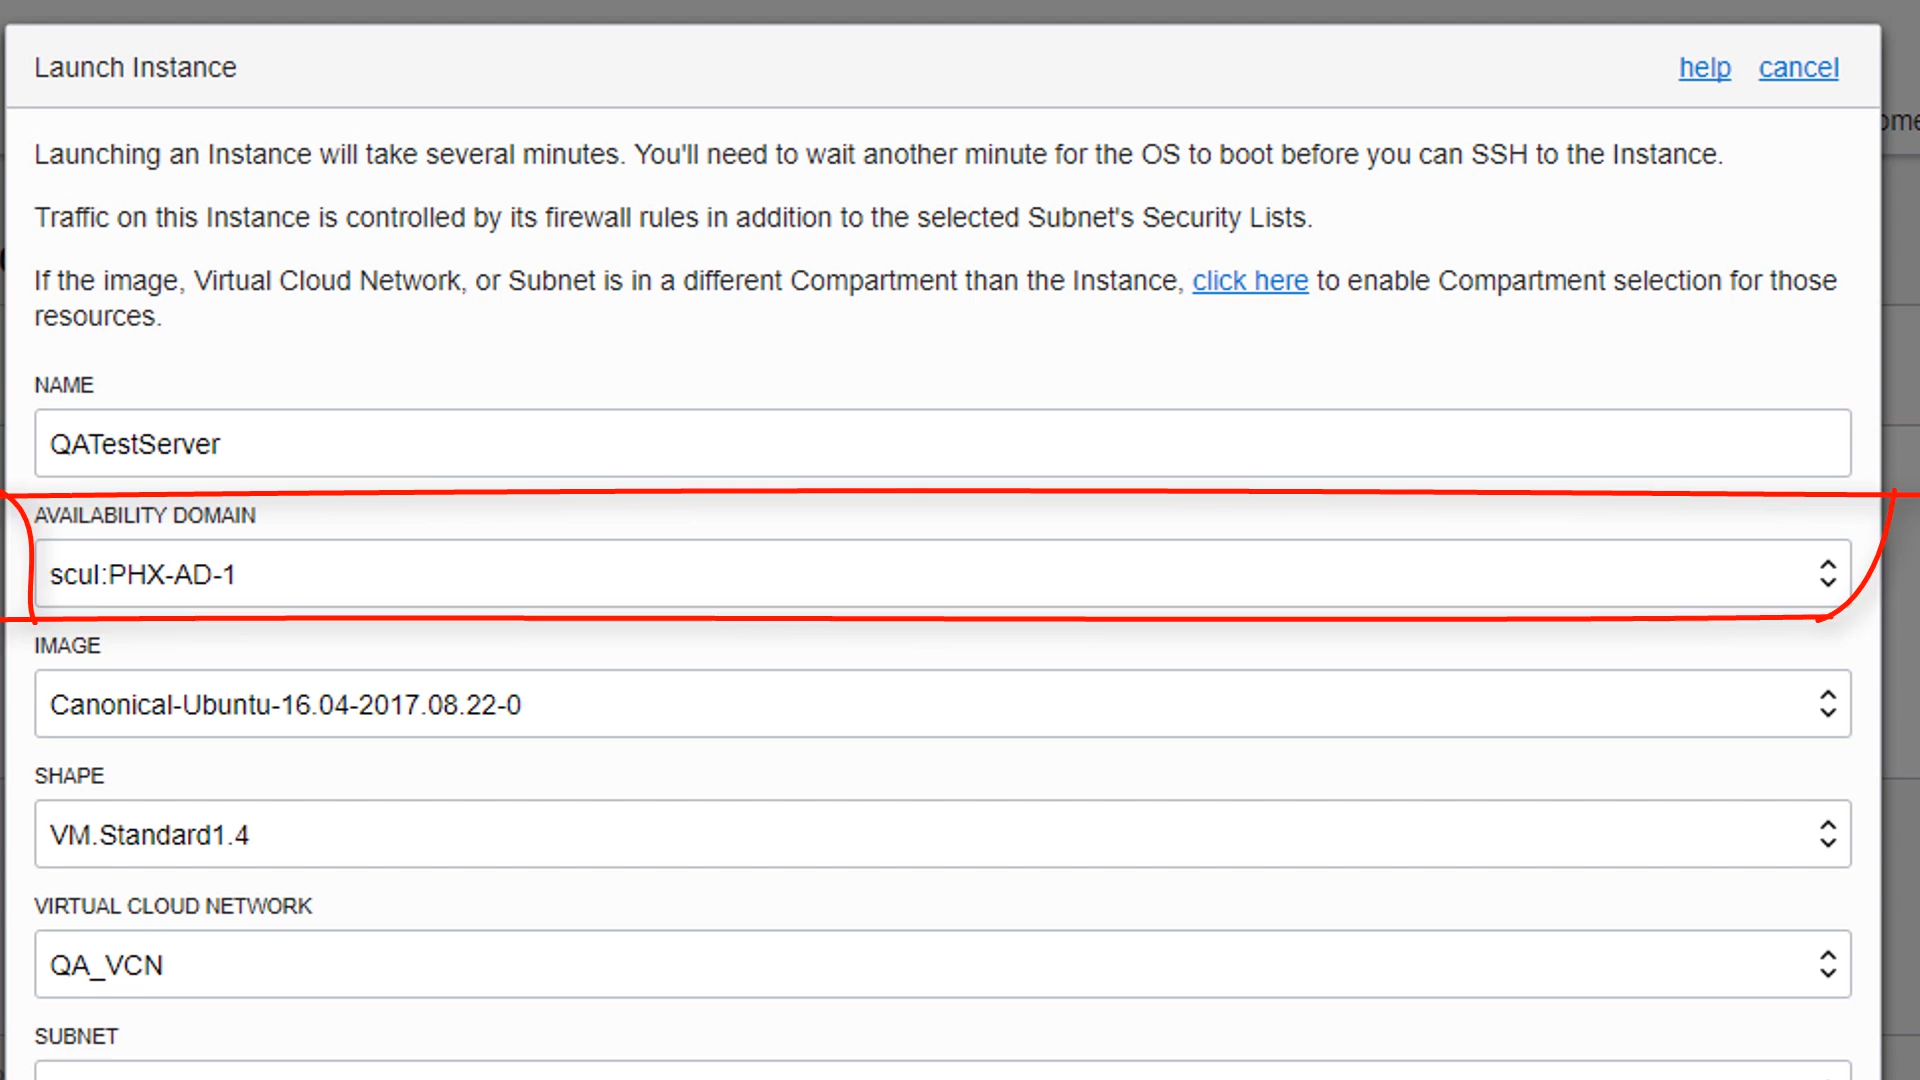 Launch Instance
help cancel
Launching an Instance will take several minutes. You'll need to wait another minute for the OS to boot before you can SSH to the Instance.
Traffic on this Instance is controlled by its firewall rules in addition to the selected Subnet's Security Lists.
If the image, Virtual Cloud Network, or Subnet is in a different Compartment than the Instance, click here to enable Compartment selection for those
resources.
NAME
QATestServer
AVAILABILITY DOMAIN
scuI:PHX-AD-1
IMAGE
Canonical-Ubuntu-16.04-2017.08.22-0
SHAPE
VM.Standard1.4
VIRTUAL CLOUD NETWORK
QA_VCN
SUBNET